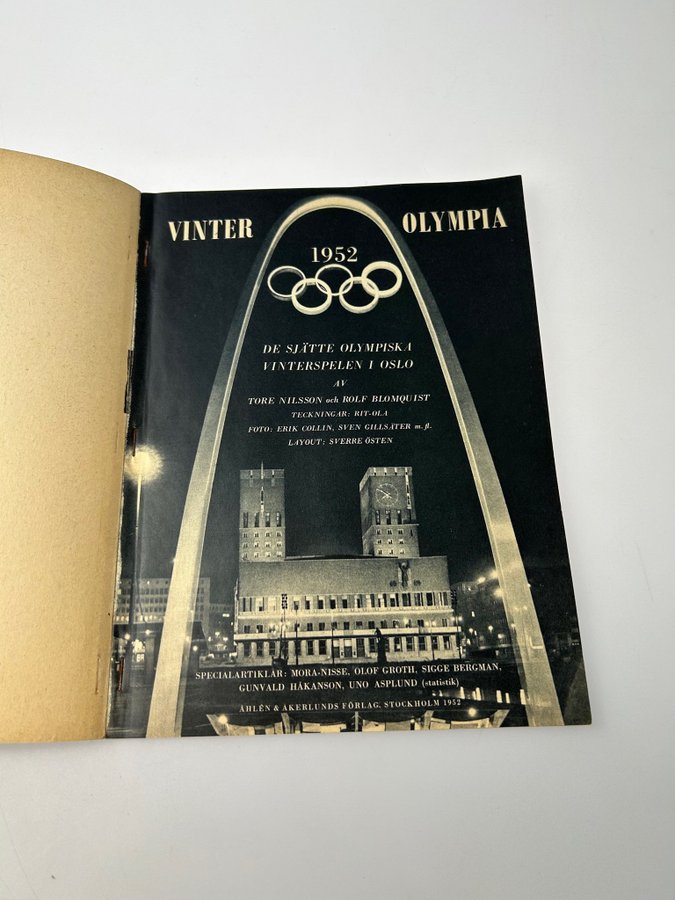 VINTER OLYMPIA
1952
DE SJÄTTE OLYMPISKA
VINTERSPELEN I OSLO
AV
TORE NILSSON och ROLF BLOMQUIST
TECKNINGAR: RIT-OLA
FOTO: ERIK COLLIN, SVEN GILLSÄTER m. fl.
LAYOUT: SVERRE ÖSTEN
SPECIALARTIKLAR: MORA-NISSE, OLOF GROTH, SIGGE BERGMAN,
GUNVALD HÅKANSON, UNO ASPLUND (statistik)
ÅHLÉN & ÅKERLUNDS FÖRLAG, STOCKHOLM 1952